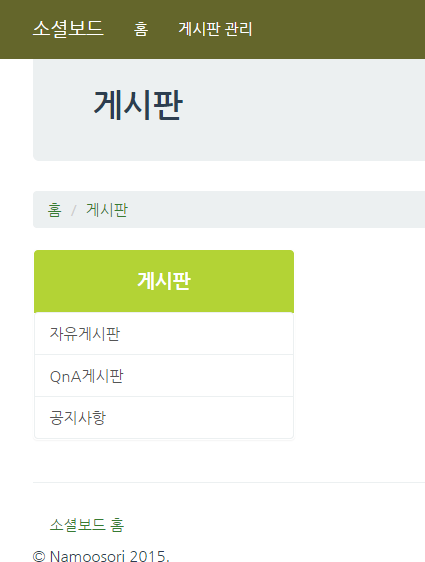 소셜보드 홈 게시판 관리
게시판
홈 / 게시판
게시판
자유게시판
QnA게시판
공지사항
소셜보드 홈
© Namoosori 2015.